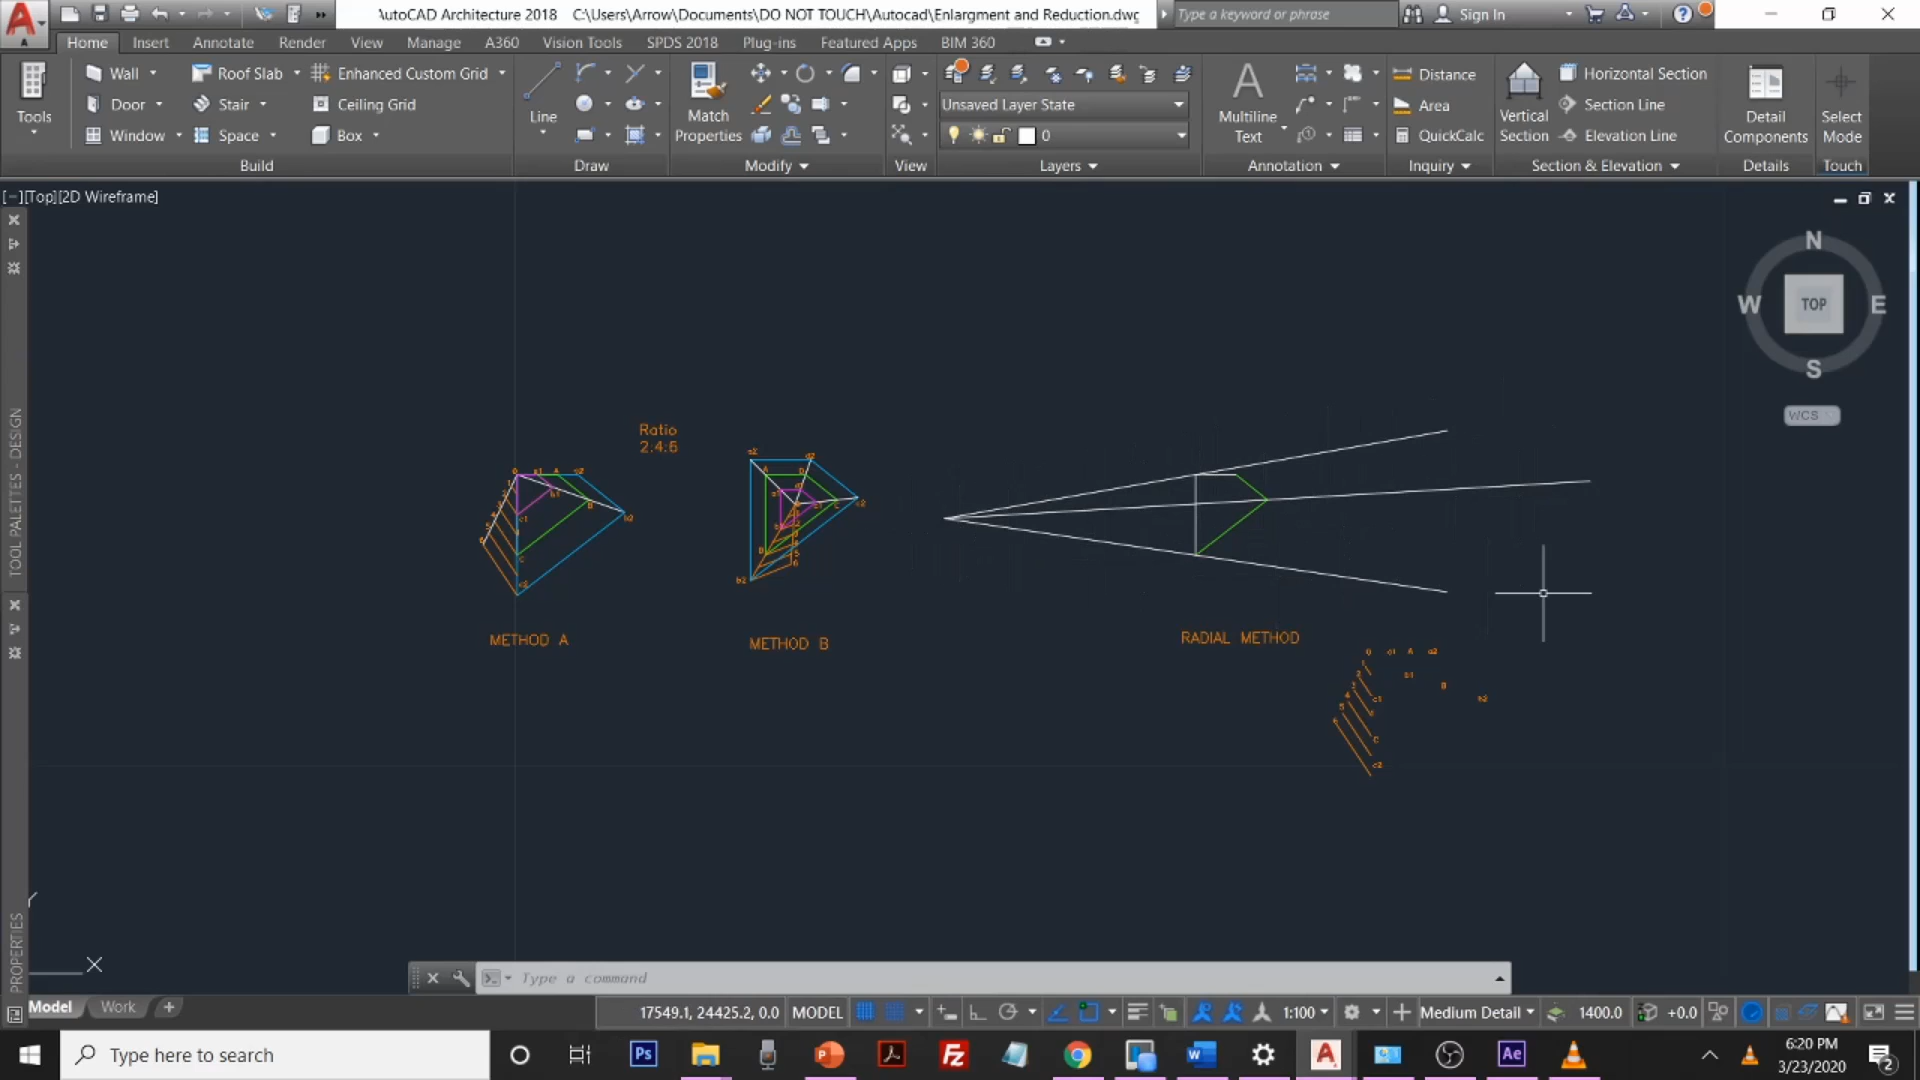 AutoCAD Architecture 2018 C:\Users\Arrow\Documents\DO NOT TOUCH\Autocad\Enlargment and Reduction.dwg
Type a keyword or phrase
Sign In
Home Insert Annotate Render View Manage A360 Vision Tools SPDS 2018 Plug-ins Featured Apps BIM 360
Tools
Wall
Door
Window
Roof Slab
Stair
Space
Enhanced Custom Grid
Ceiling Grid
Box
Build
Line
Draw
Match
Properties
Modify
View
Unsaved Layer State
0
Layers
Multiline
Text
Annotation
Distance
Area
QuickCalc
Inquiry
Vertical
Section
Horizontal Section
Section Line
Elevation Line
Section & Elevation
Detail
Components
Details
Select
Mode
Touch
[−][Top][2D Wireframe]
N
W TOP E
S
WCS
TOOL PALETTES - DESIGN
PROPERTIES
Ratio
2:4:6
METHOD A
METHOD B
RADIAL METHOD
Type a command
Model Work
17549.1, 24425.2, 0.0 MODEL 1:100 Medium Detail 1400.0 +0.0
Type here to search
Ps
Ae
6:20 PM
3/23/2020
2